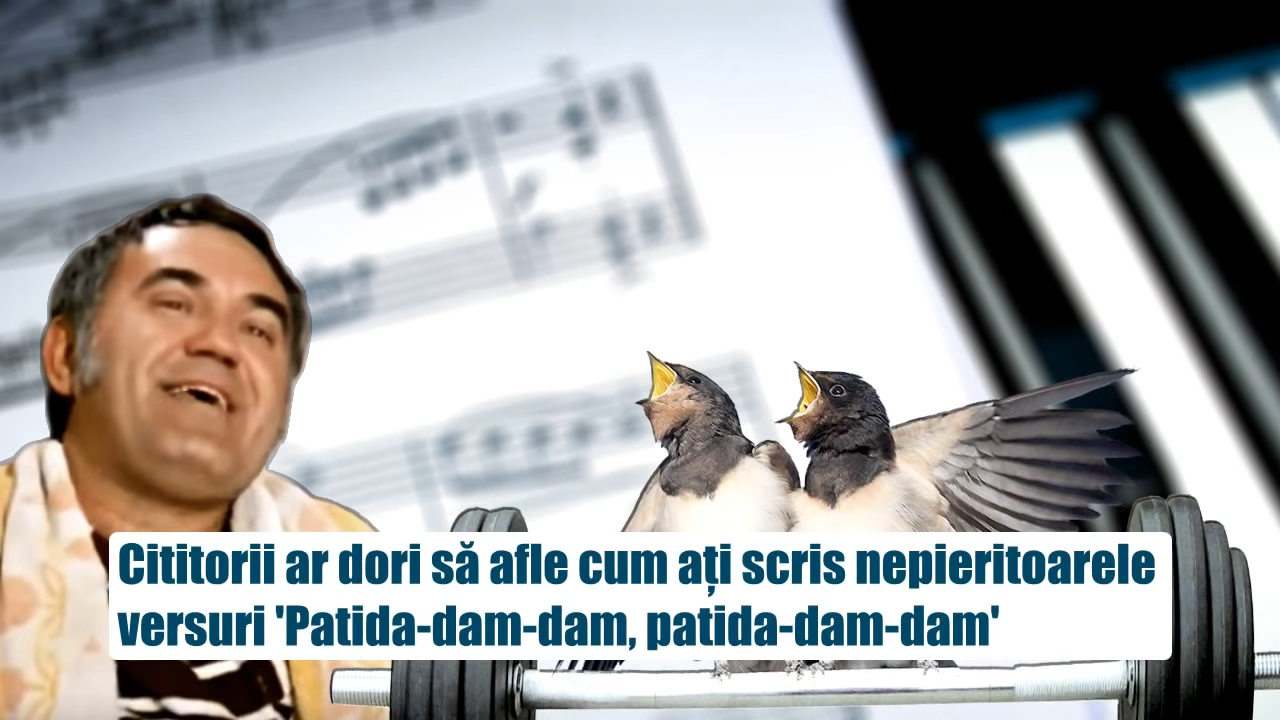 Cititorii ar dori să afle cum ați scris nepieritoarele
versuri 'Patida-dam-dam, patida-dam-dam'